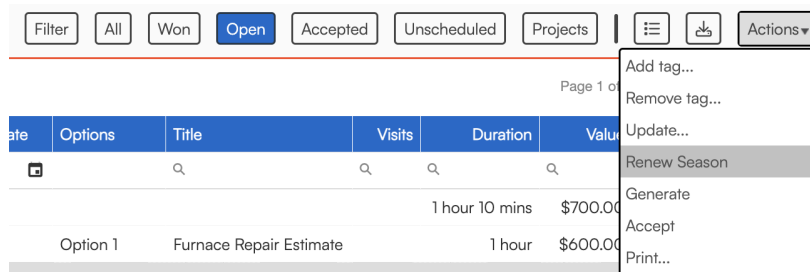 Filter All Won Open Accepted Unscheduled Projects Actions
Page 1 of
Add tag...
Remove tag...
Update...
Renew Season
Generate
Accept
Print...
Options Title Visits Duration
1 hour 10 mins $700.00
Option 1 Furnace Repair Estimate 1 hour $600.00